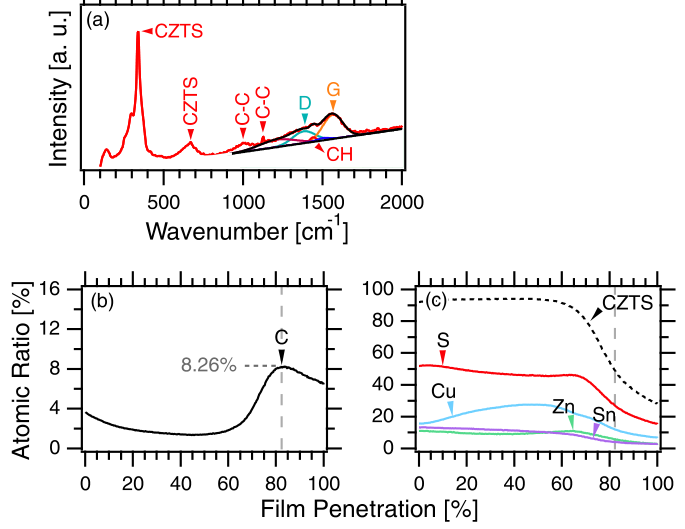 (a)
CZTS
CZTS
C-C
C-C
D
G
CH
Intensity [a. u.]
0 500 1000 1500 2000
Wavenumber [cm-1]
(b)
16
12
8
4
0
C
8.26%
0 20 40 60 80 100
Atomic Ratio [%]
(c)
100
80
60
40
20
0
CZTS
S
Cu
Zn
Sn
0 20 40 60 80 100
Film Penetration [%]